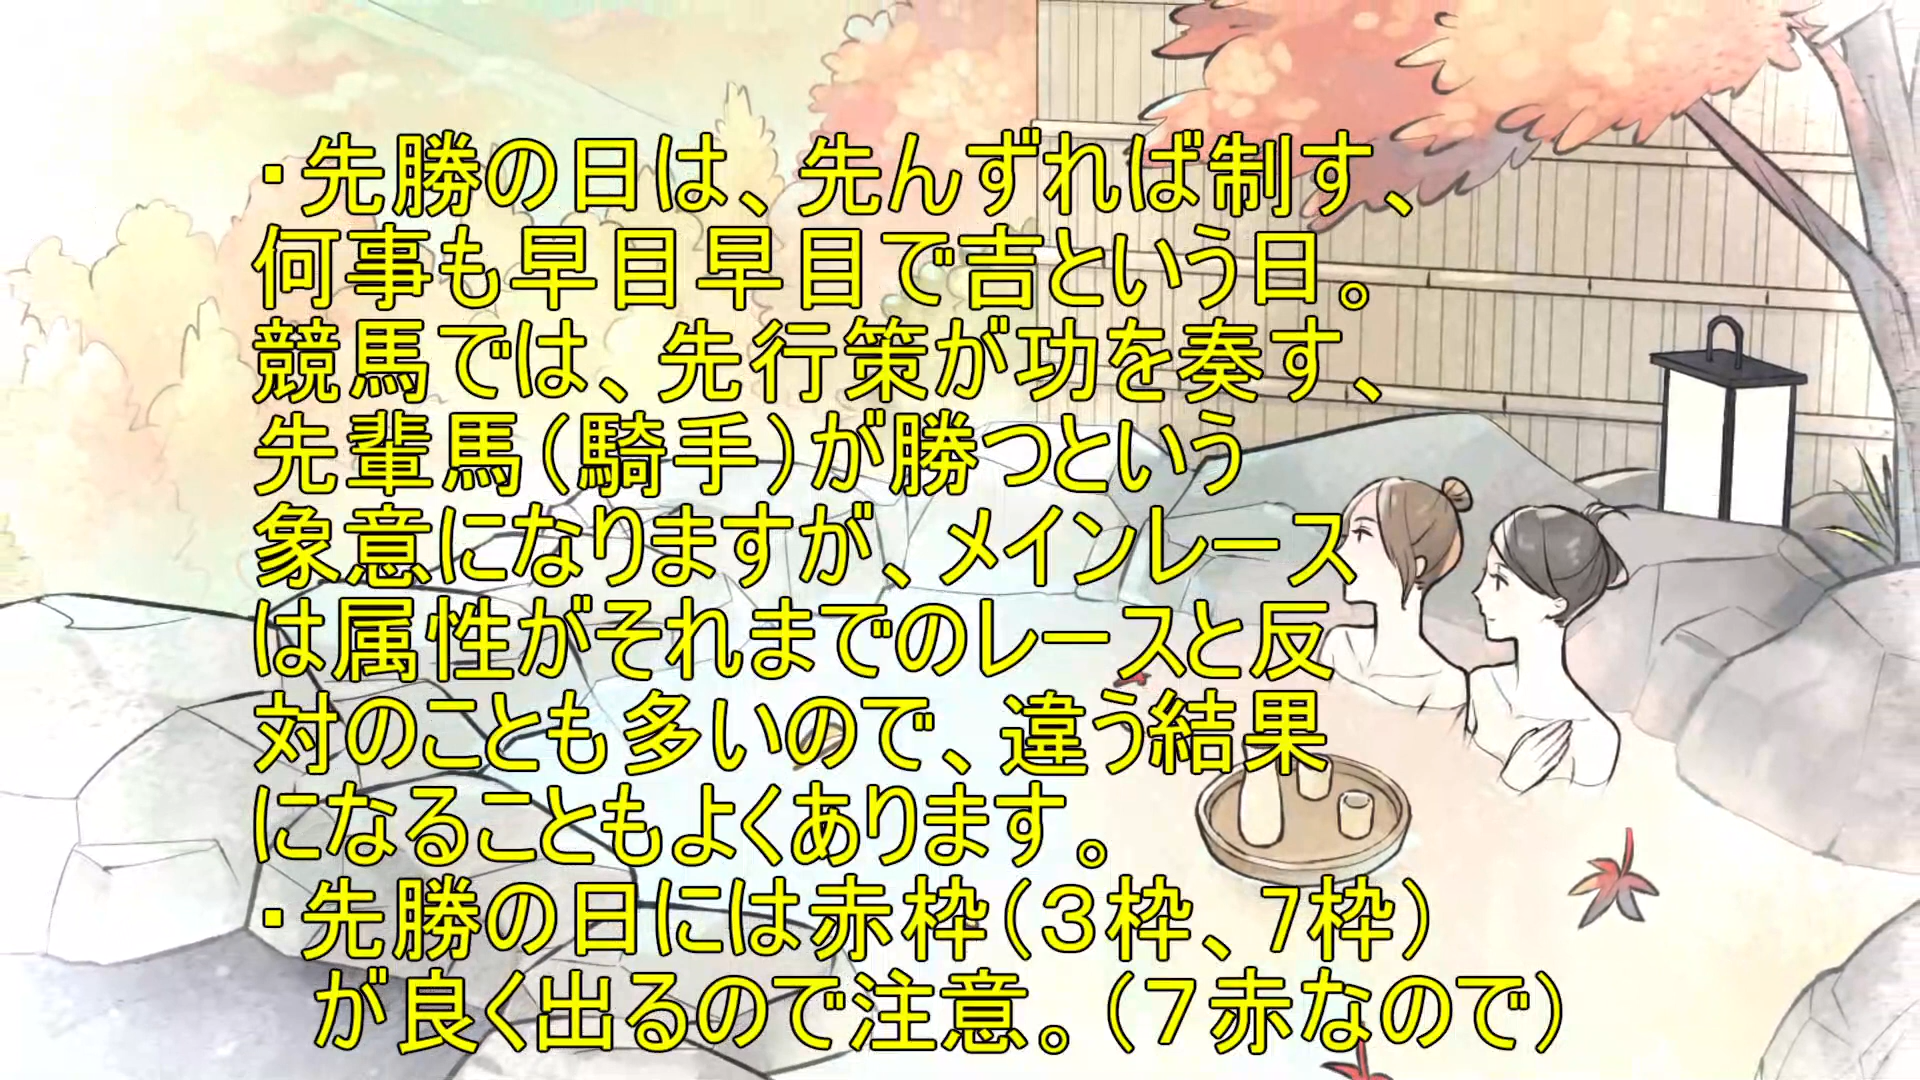 ・先勝の日は、先んずれば制す、
何事も早目早目で吉という日。
競馬では、先行策が功を奏す、
先輩馬（騎手）が勝つという
象意になりますが、メインレース
は属性がそれまでのレースと反
対のことも多いので、違う結果
になることもよくあります。
・先勝の日には赤枠（３枠、７枠）
が良く出るので注意。（７赤なので）